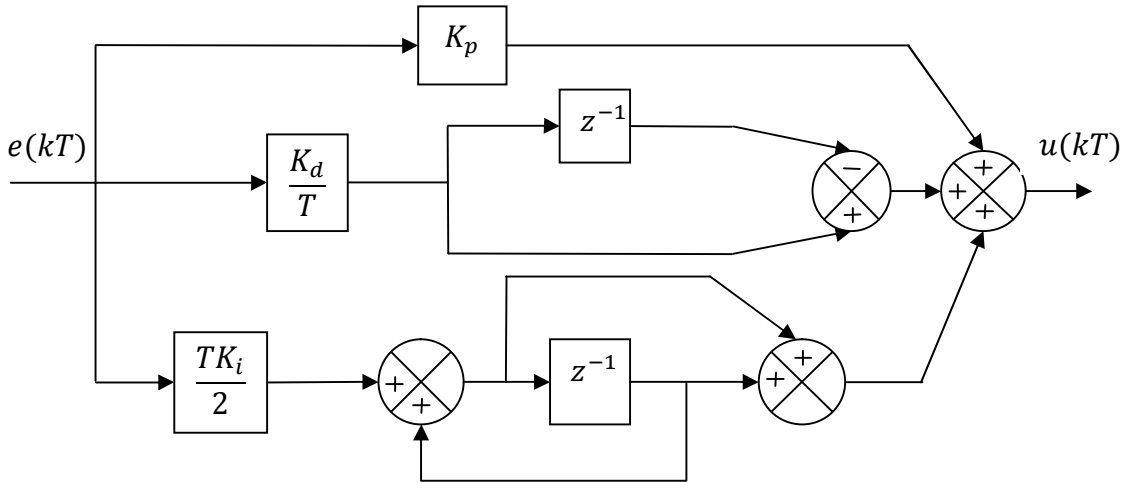 K_p
z^{-1}
e(kT)
K_d/T
−
+
+
+
+
u(kT)
TK_i/2
+
+
z^{-1}
+
+